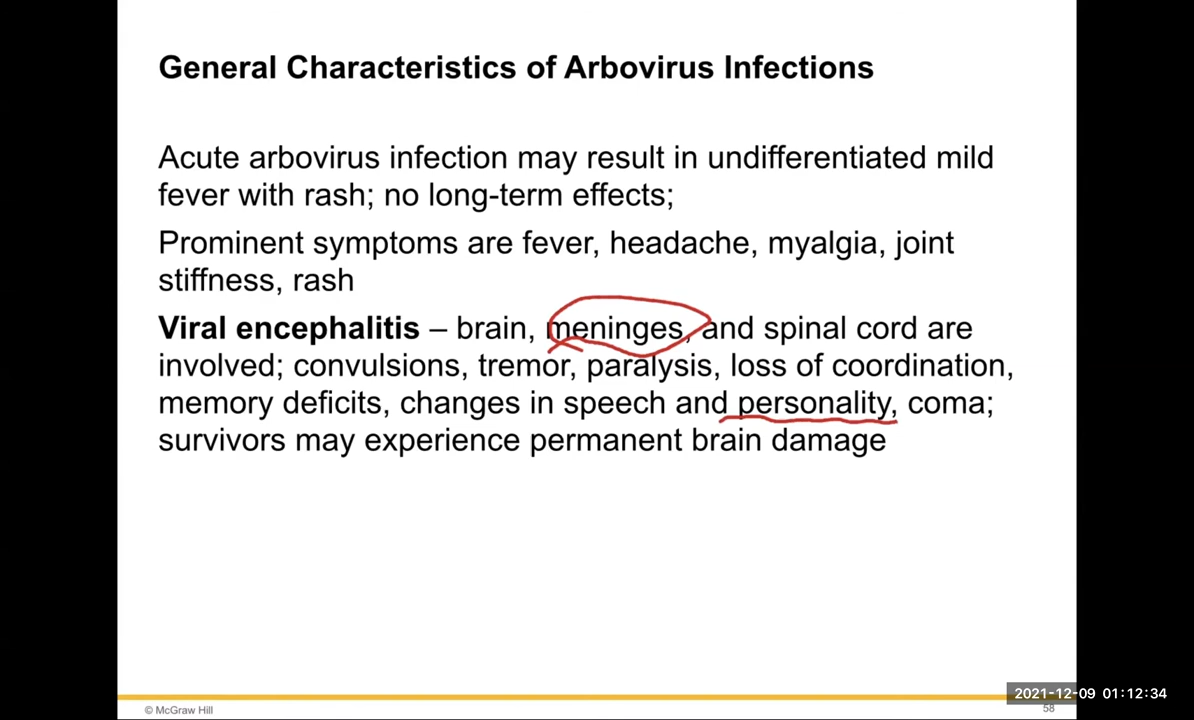 General Characteristics of Arbovirus Infections
Acute arbovirus infection may result in undifferentiated mild
fever with rash; no long-term effects;
Prominent symptoms are fever, headache, myalgia, joint
stiffness, rash
Viral encephalitis – brain, meninges, and spinal cord are
involved; convulsions, tremor, paralysis, loss of coordination,
memory deficits, changes in speech and personality, coma;
survivors may experience permanent brain damage
2021-12-09 01:12:34
© McGraw Hill
58